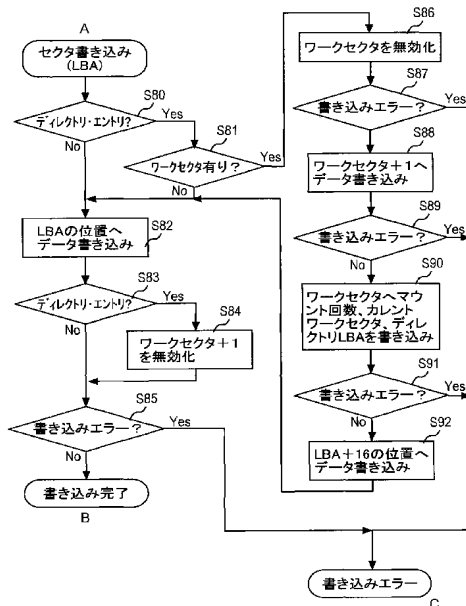 A
セクタ書き込み
(LBA)
S80
ディレクトリ・エントリ?
Yes
No
S81
ワークセクタ有り?
Yes
No
S82
LBAの位置へ
データ書き込み
S83
ディレクトリ・エントリ?
Yes
No
S84
ワークセクタ+1
を無効化
S85
書き込みエラー?
Yes
No
書き込み完了
B
S86
ワークセクタを無効化
S87
書き込みエラー?
Yes
No
S88
ワークセクタ+1へ
データ書き込み
S89
書き込みエラー?
Yes
No
S90
ワークセクタへマウ
ント回数、カレント
ワークセクタ、ディレ
クトリLBAを書き込み
S91
書き込みエラー?
Yes
No
S92
LBA+16の位置へ
データ書き込み
書き込みエラー
C